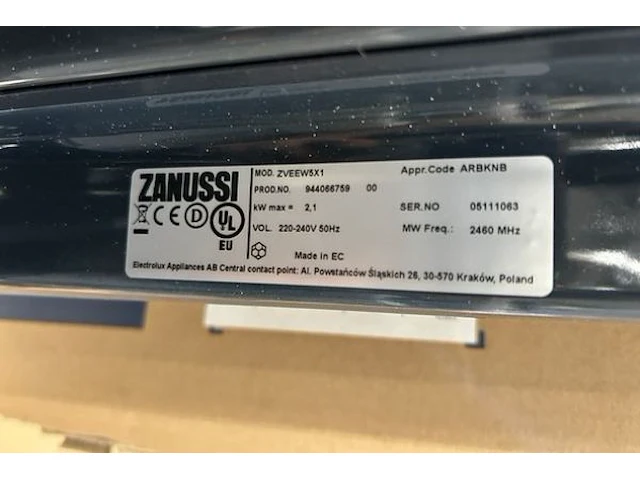 ZANUSSI
MOD. ZVEEW5X1 Appr.Code ARBKNB
PROD.NO. 944066759 00
kW max = 2,1 SER.NO 05111063
VOL. 220-240V 50Hz MW Freq.: 2460 MHz
CE D UL
EU
Made in EC
Electrolux Appliances AB Central contact point: Al. Powstańców Śląskich 26, 30-570 Kraków, Poland